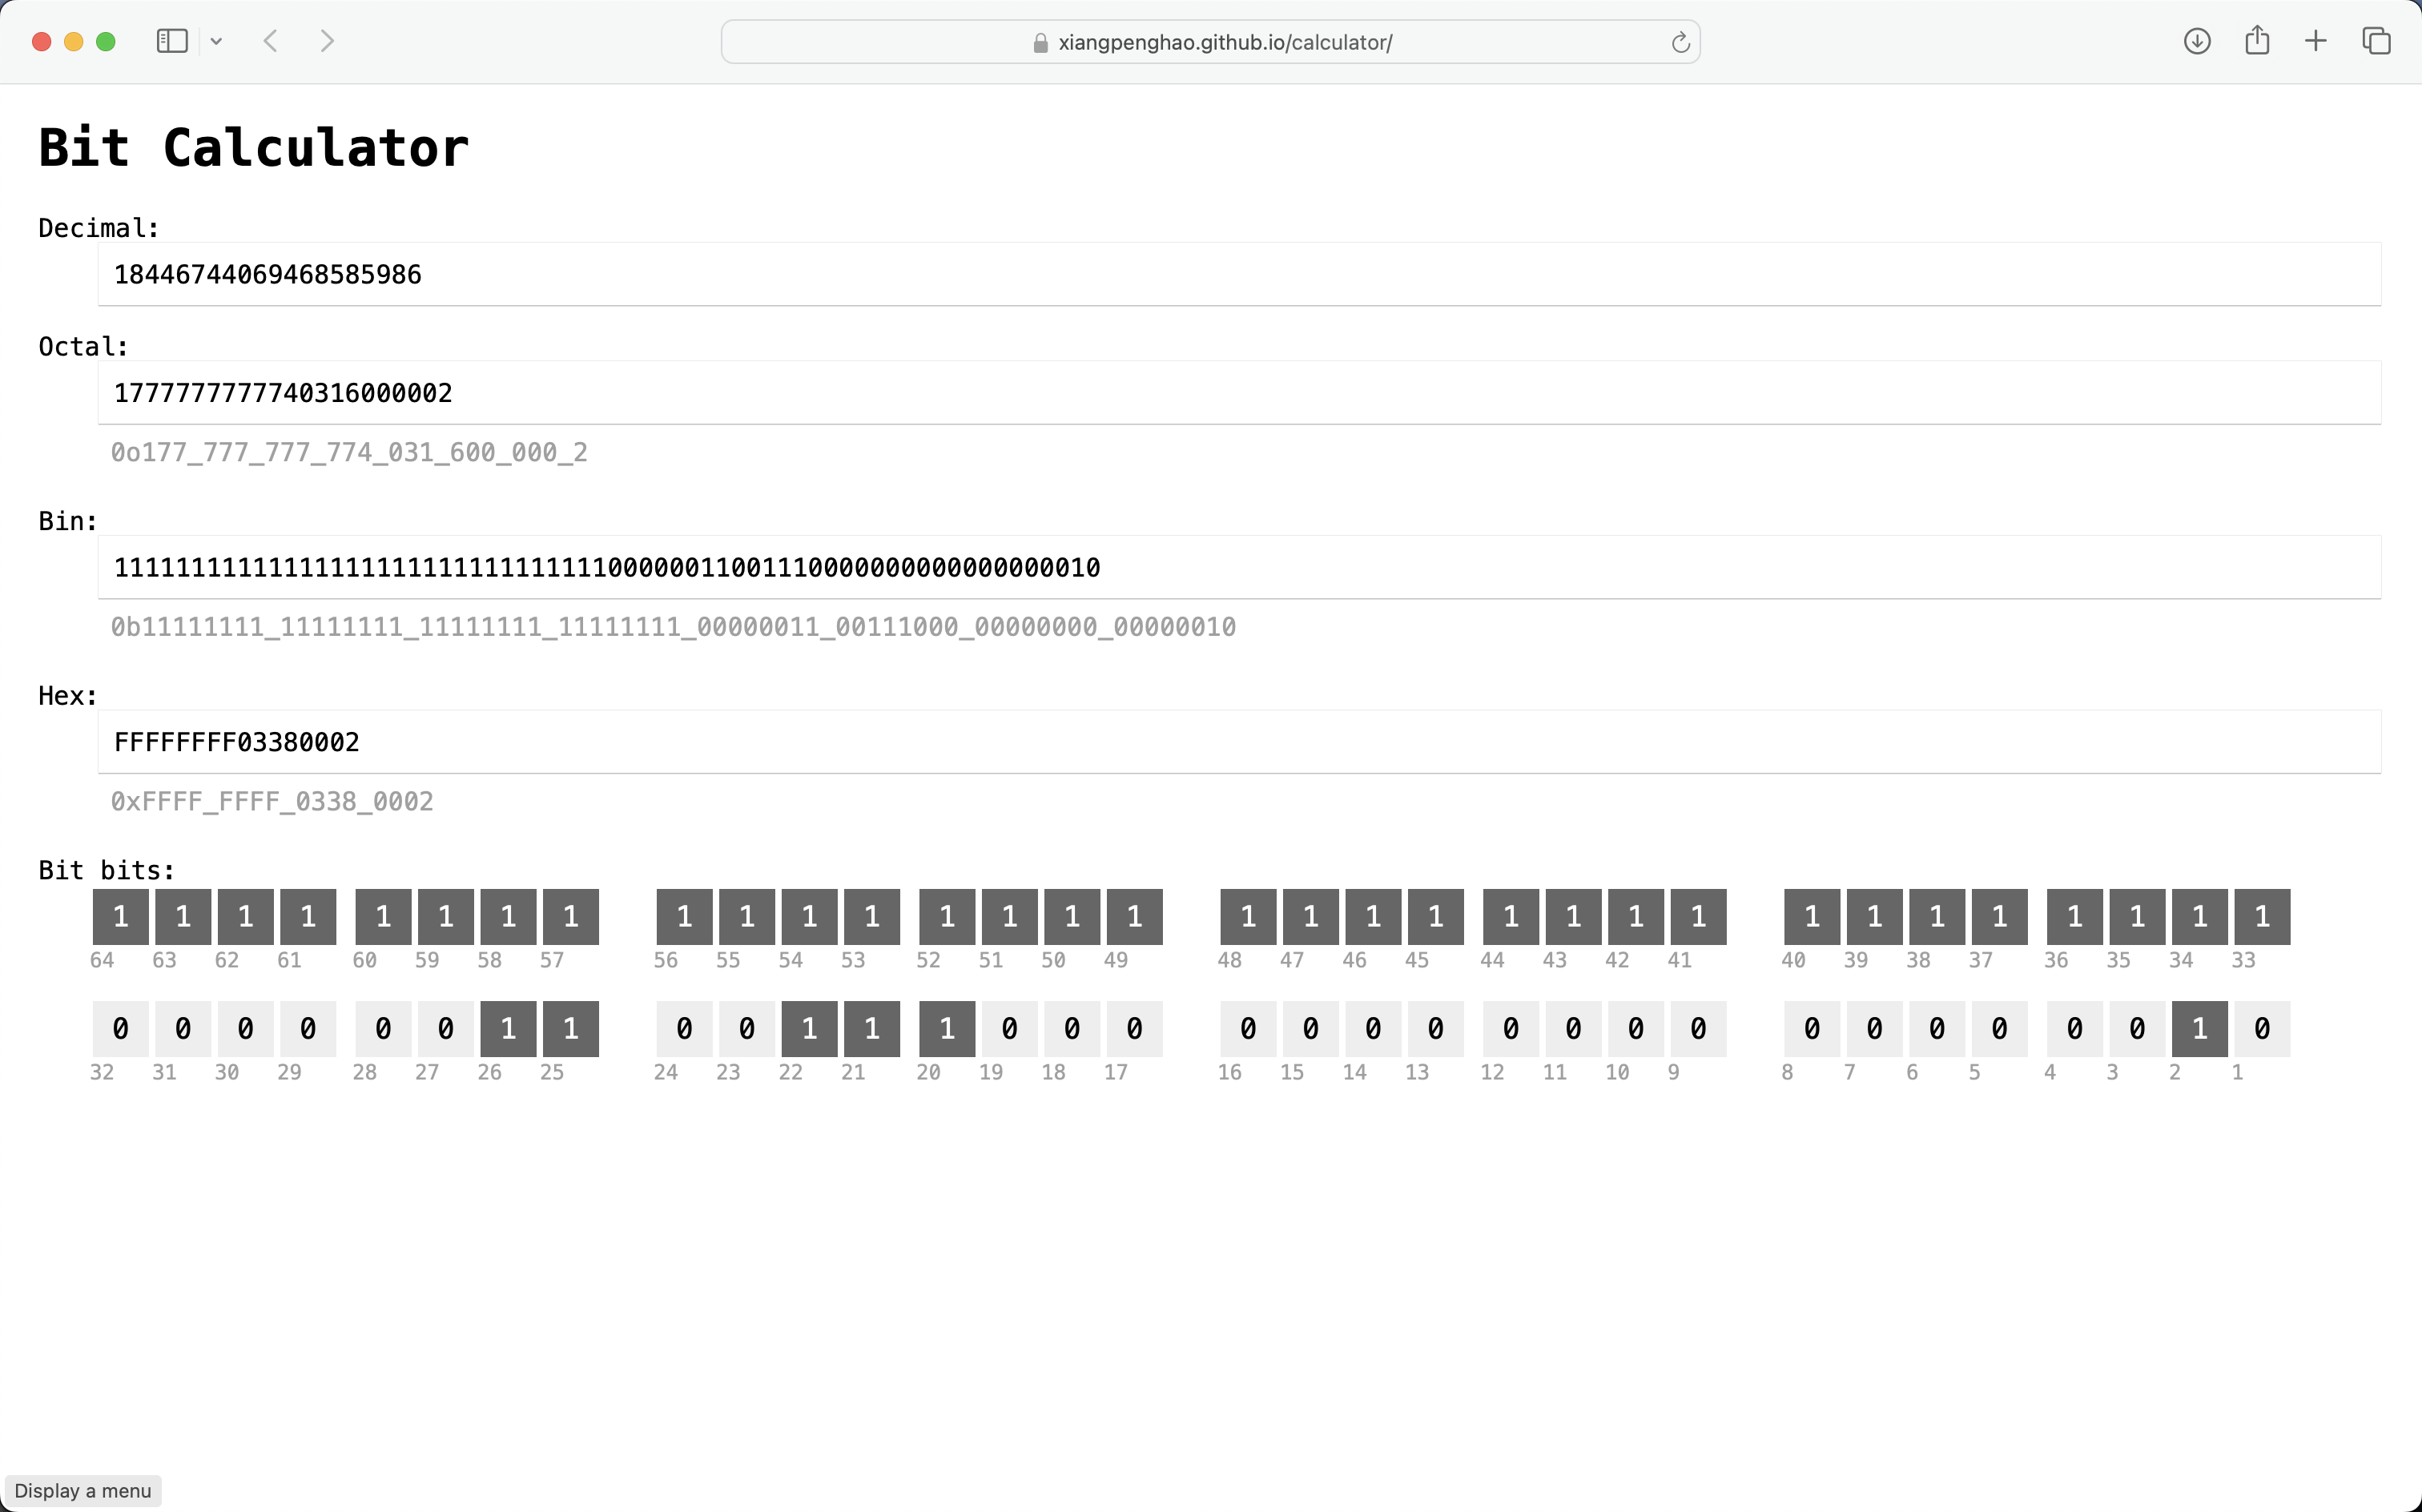 xiangpenghao.github.io/calculator/
Bit Calculator
Decimal:
18446744069468585986
Octal:
1777777777740316000002
0o177_777_777_774_031_600_000_2
Bin:
1111111111111111111111111111111100000011001110000000000000000010
0b11111111_11111111_11111111_11111111_00000011_00111000_00000000_00000010
Hex:
FFFFFFFF03380002
0xFFFF_FFFF_0338_0002
Bit bits:
1 1 1 1 1 1 1 1 1 1 1 1 1 1 1 1 1 1 1 1 1 1 1 1 1 1 1 1 1 1 1 1
64 63 62 61 60 59 58 57 56 55 54 53 52 51 50 49 48 47 46 45 44 43 42 41 40 39 38 37 36 35 34 33
0 0 0 0 0 0 1 1 0 0 1 1 1 0 0 0 0 0 0 0 0 0 0 0 0 0 0 0 0 0 1 0
32 31 30 29 28 27 26 25 24 23 22 21 20 19 18 17 16 15 14 13 12 11 10 9 8 7 6 5 4 3 2 1
Display a menu